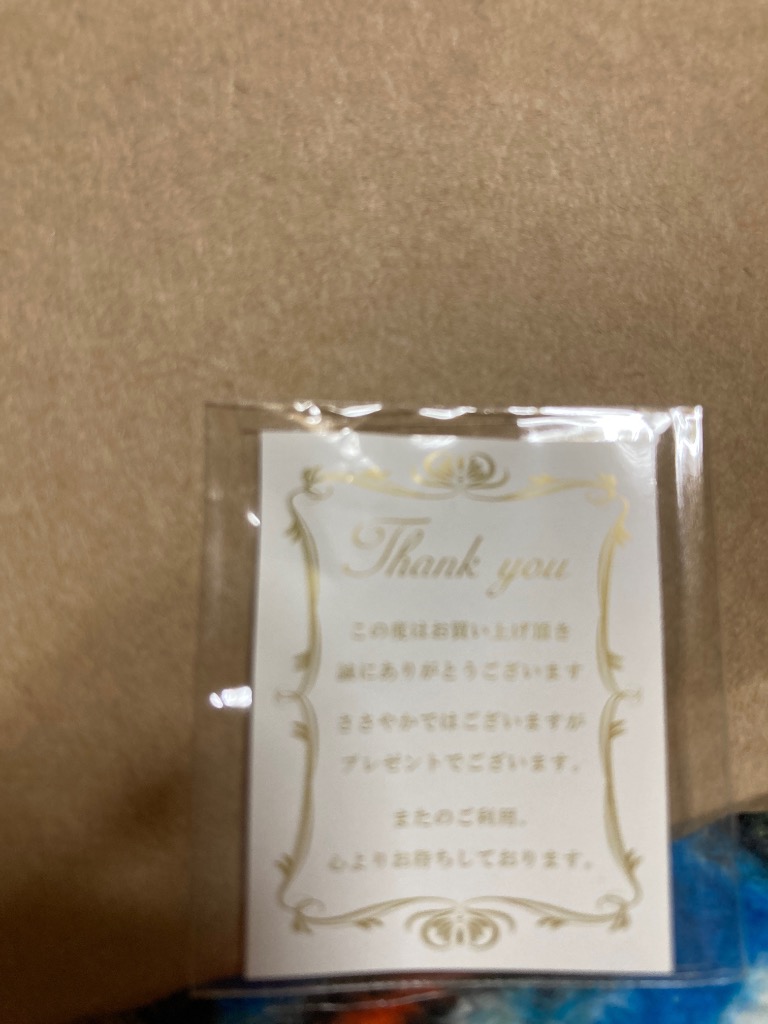 Thank you
この度はお買い上げ頂き
誠にありがとうございます
ささやかではございますが
プレゼントでございます。
またのご利用、
心よりお待ちしております。